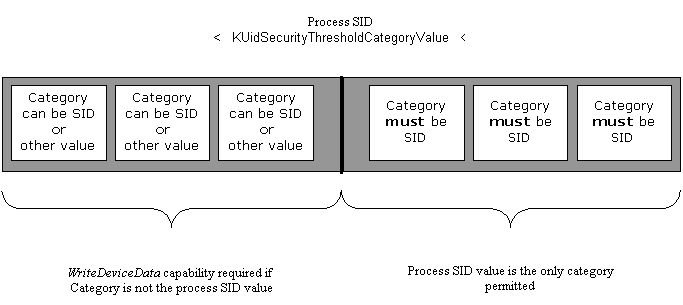 Process SID
< KUidSecurityThresholdCategoryValue <
Category
can be SID
or
other value
Category
can be SID
or
other value
Category
can be SID
or
other value
Category
must be
SID
Category
must be
SID
Category
must be
SID
WriteDeviceData capability required if
Category is not the process SID value
Process SID value is the only category
permitted